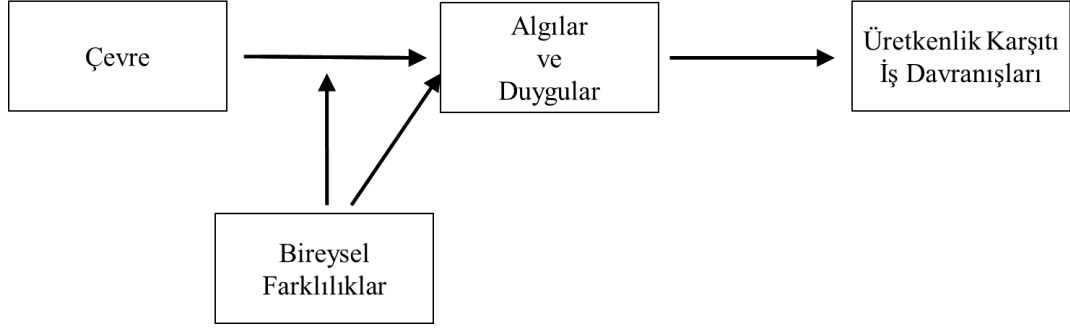 Çevre
Algılar
ve
Duygular
Üretkenlik Karşıtı
İş Davranışları
Bireysel
Farklılıklar